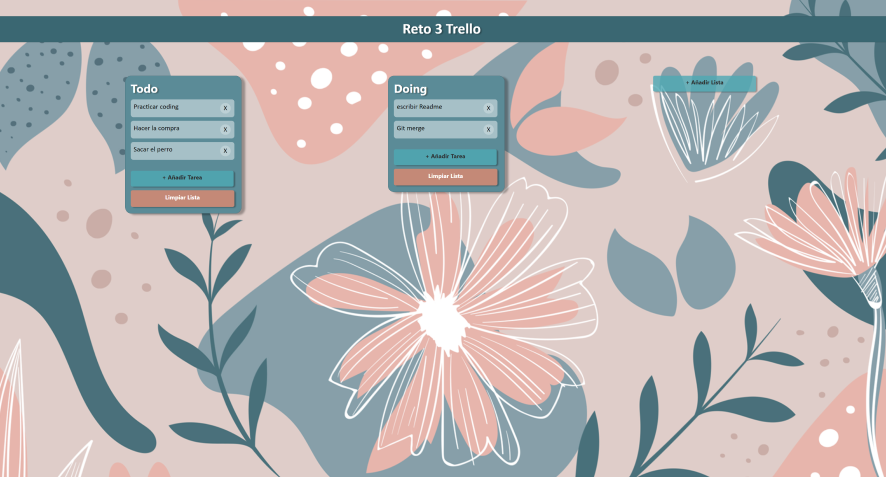 Reto 3 Trello
Todo
Practicar coding X
Hacer la compra X
Sacar el perro X
+ Añadir Tarea
Limpiar Lista
Doing
escribir Readme X
Git merge X
+ Añadir Tarea
Limpiar Lista
+ Añadir Lista